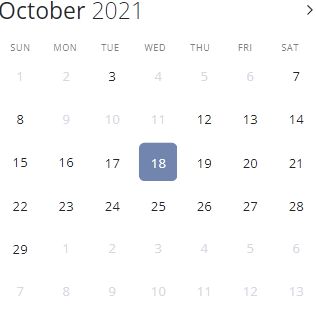 October 2021
SUN MON TUE WED THU FRI SAT
1 2 3 4 5 6 7
8 9 10 11 12 13 14
15 16 17 18 19 20 21
22 23 24 25 26 27 28
29 1 2 3 4 5 6
7 8 9 10 11 12 13